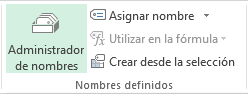 Administrador
de nombres
Asignar nombre
Utilizar en la fórmula
Crear desde la selección
Nombres definidos